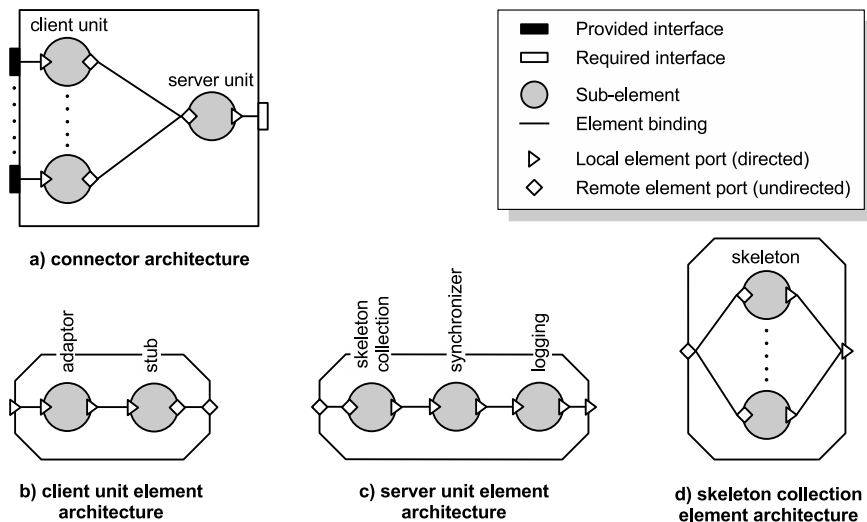 client unit
server unit
a) connector architecture
Provided interface
Required interface
Sub-element
Element binding
Local element port (directed)
Remote element port (undirected)
adaptor
stub
b) client unit element
architecture
skeleton
collection
synchronizer
logging
c) server unit element
architecture
skeleton
d) skeleton collection
element architecture